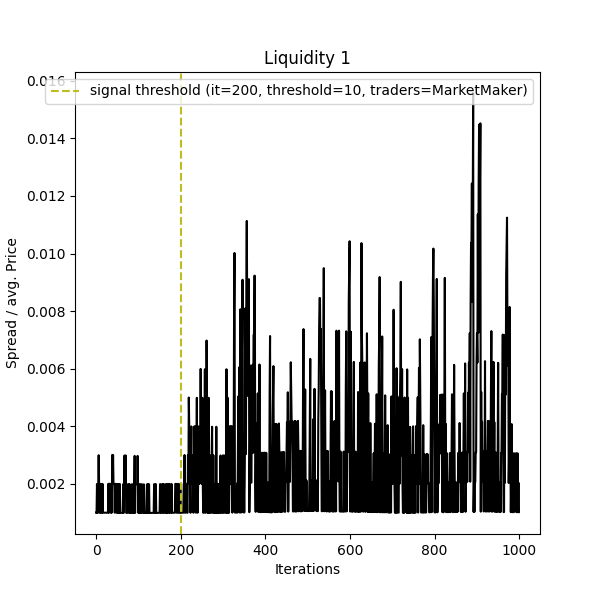 Liquidity 1
signal threshold (it=200, threshold=10, traders=MarketMaker)
0.016
0.014
0.012
0.010
0.008
0.006
0.004
0.002
Spread / avg. Price
0 200 400 600 800 1000
Iterations